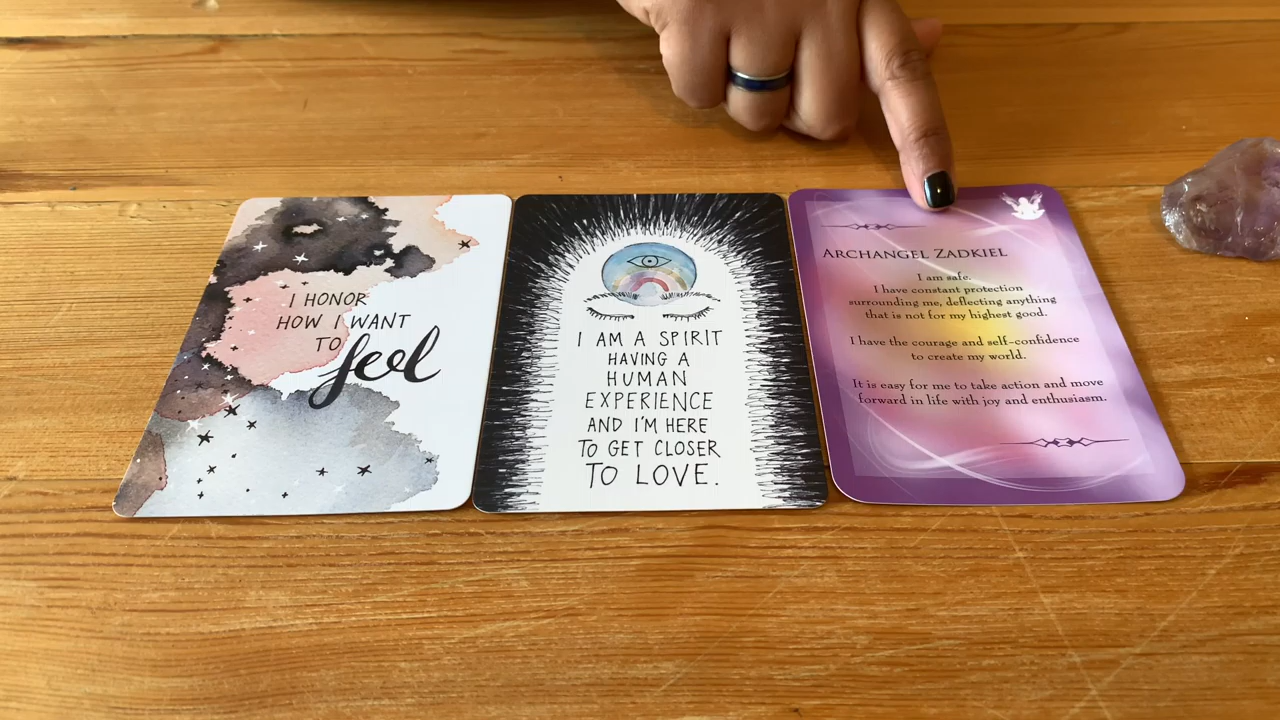 I HONOR
HOW I WANT
TO feel
I AM A SPIRIT
HAVING A
HUMAN
EXPERIENCE
AND I'M HERE
TO GET CLOSER
TO LOVE.
ARCHANGEL ZADKIEL
I am safe.
I have constant protection
surrounding me, deflecting anything
that is not for my highest good.
I have the courage and self-confidence
to create my world.
It is easy for me to take action and move
forward in life with joy and enthusiasm.